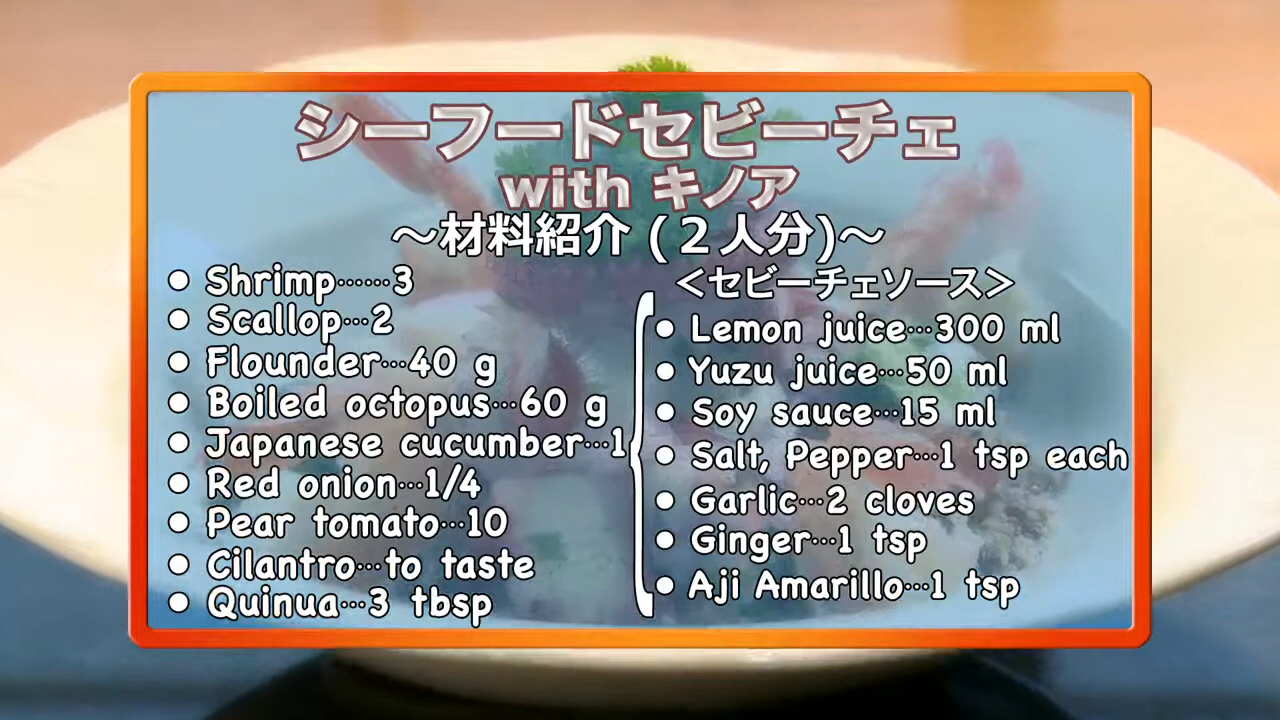 シーフードセビーチェ
with キノア
～材料紹介 (２人分)～
● Shrimp……3
● Scallop…2
● Flounder…40 g
● Boiled octopus…60 g
● Japanese cucumber…1
● Red onion…1/4
● Pear tomato…10
● Cilantro…to taste
● Quinua…3 tbsp
＜セビーチェソース＞
● Lemon juice…300 ml
● Yuzu juice…50 ml
● Soy sauce…15 ml
● Salt, Pepper…1 tsp each
● Garlic…2 cloves
● Ginger…1 tsp
● Aji Amarillo…1 tsp